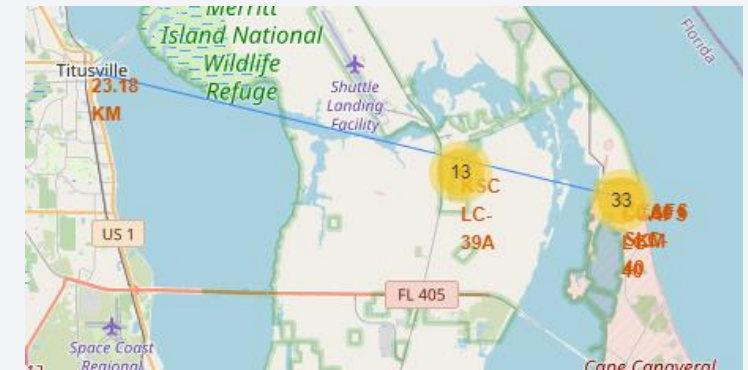 Merritt
Island National
Wildlife
Refuge
Titusville
23.18
KM
Shuttle
Landing
Facility
Florida
13
KSC
LC-
39A
33
40
US 1
FL 405
Space Coast
Regional
Cape Canaveral